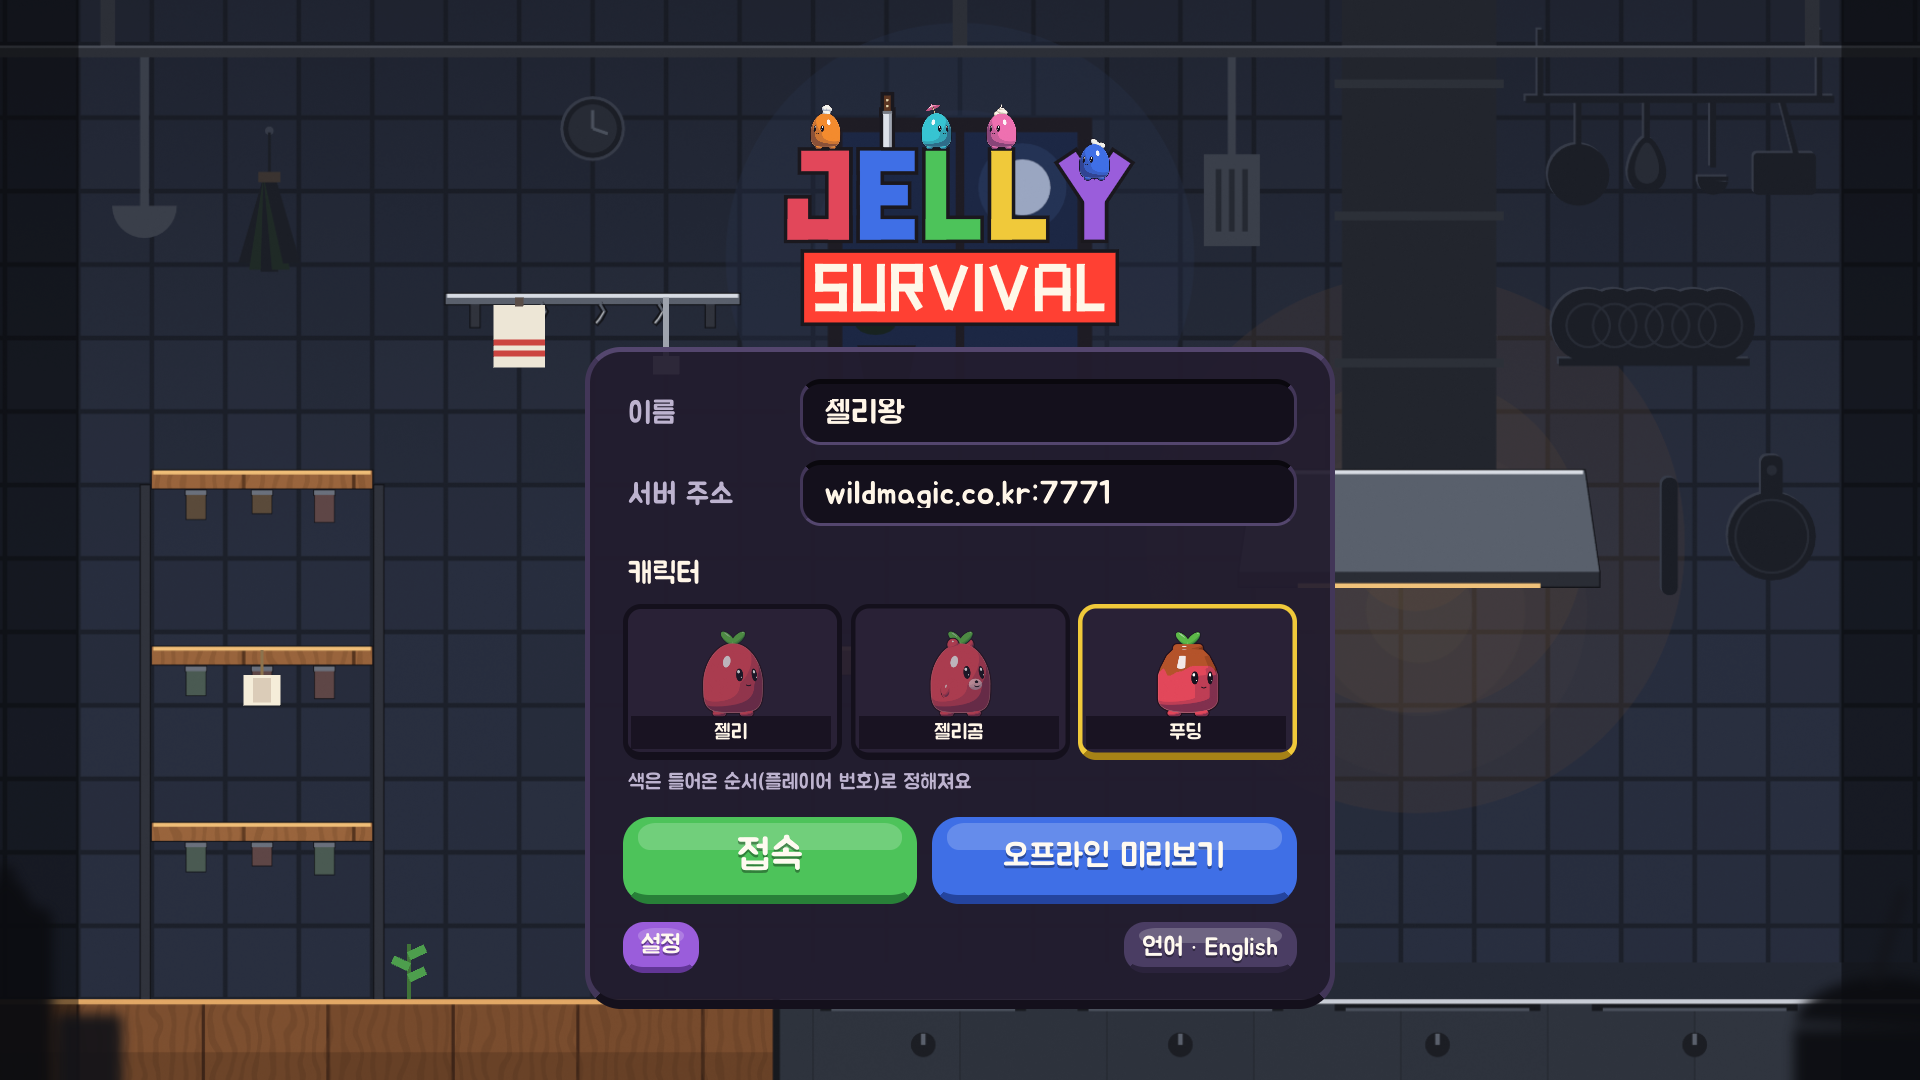 JELLY
SURVIVAL
이름
젤리왕
서버 주소
wildmagic.co.kr:7771
캐릭터
젤리
젤리곰
푸딩
색은 들어온 순서(플레이어 번호)로 정해져요
접속
오프라인 미리보기
설정
언어 · English